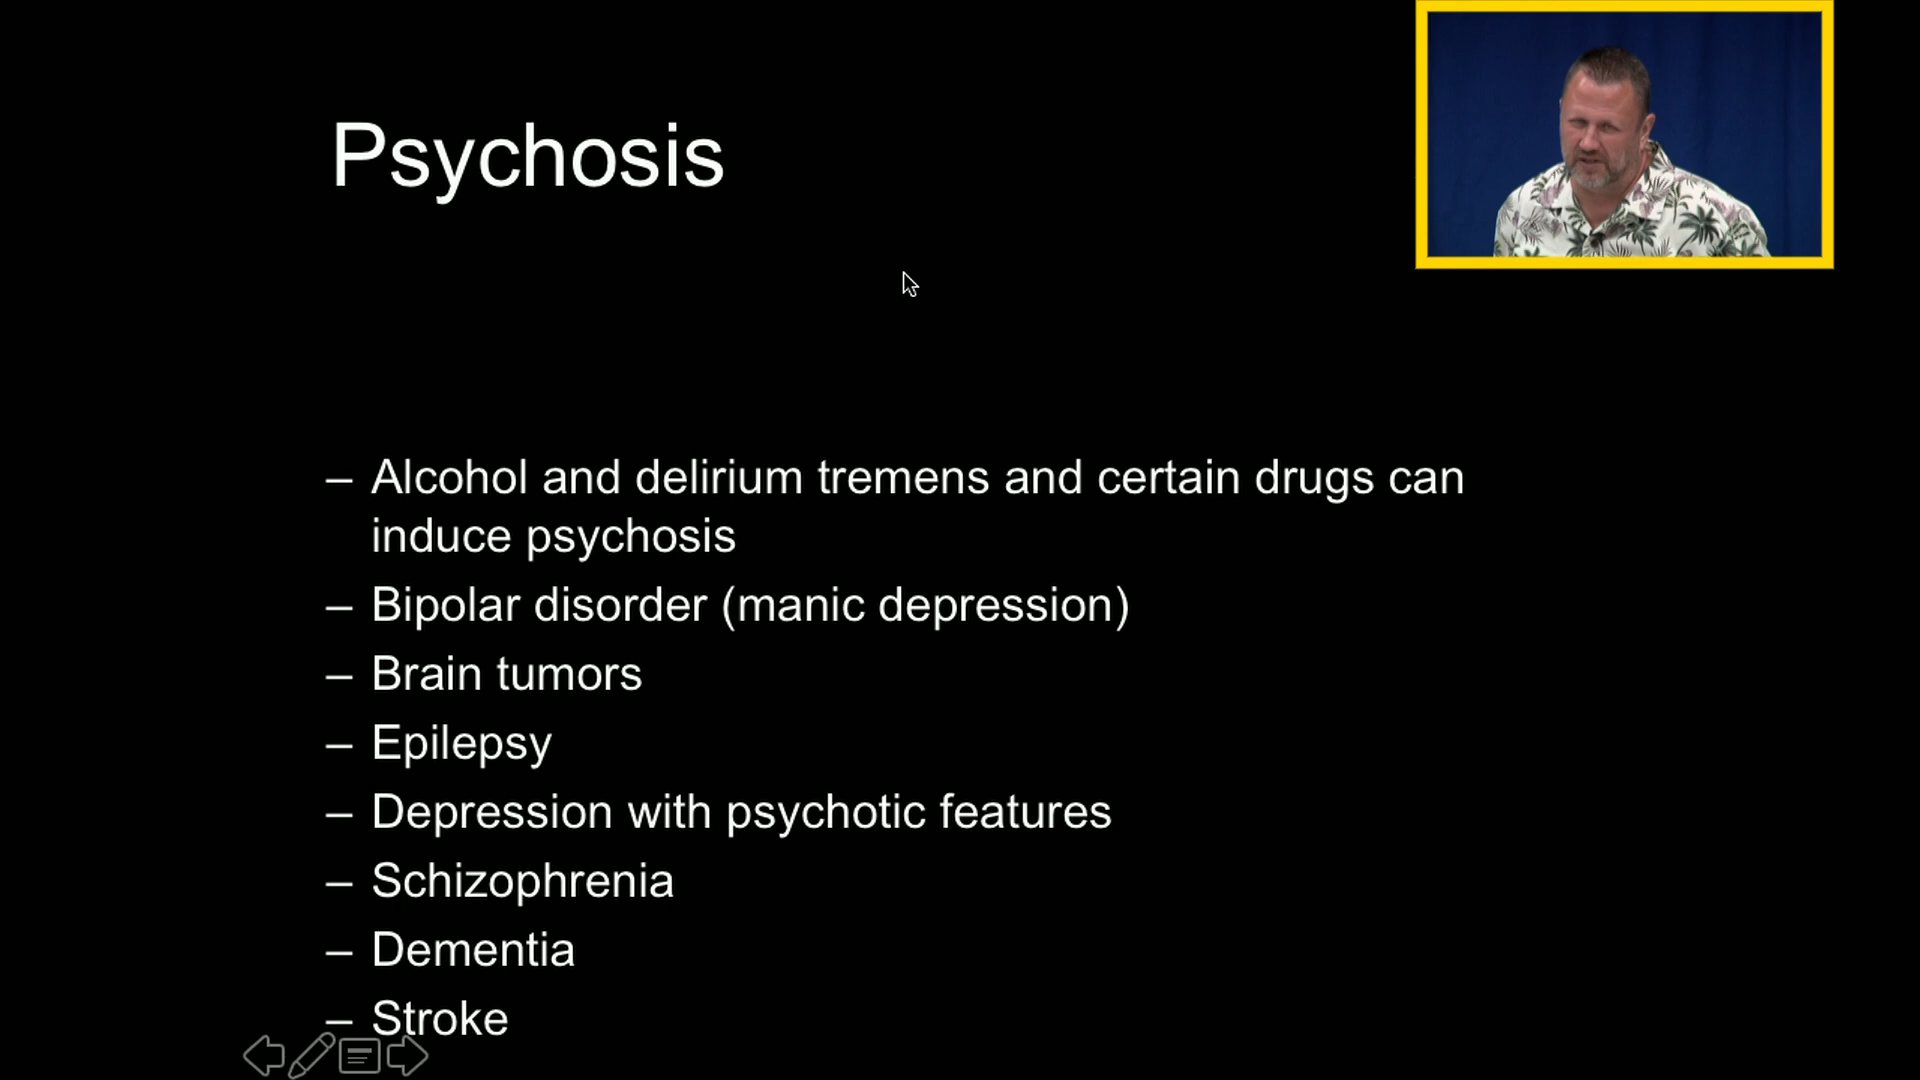 Psychosis
– Alcohol and delirium tremens and certain drugs can
induce psychosis
– Bipolar disorder (manic depression)
– Brain tumors
– Epilepsy
– Depression with psychotic features
– Schizophrenia
– Dementia
– Stroke